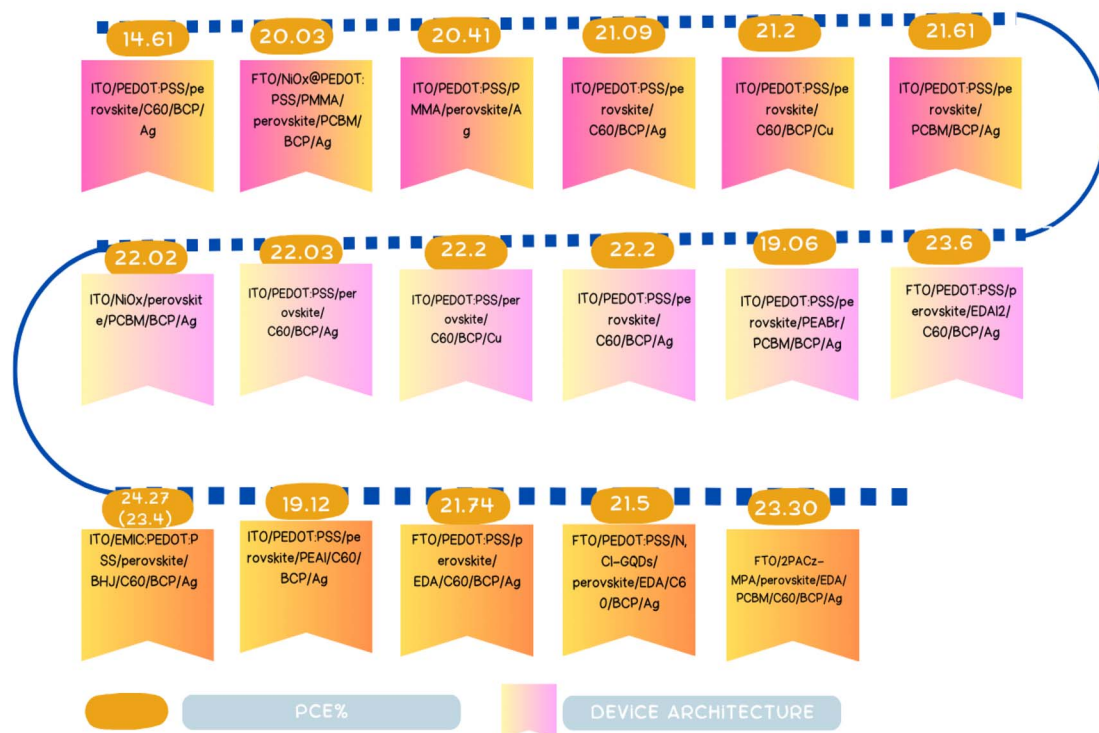 14.61
20.03
20.41
21.09
21.2
21.61
ITO/PEDOT:PSS/pe
rovskite/C60/BCP/
Ag
FTO/NiOx@PEDOT:
PSS/PMMA/
perovskite/PCBM/
BCP/Ag
ITO/PEDOT:PSS/P
MMA/perovskite/A
g
ITO/PEDOT:PSS/pe
rovskite/
C60/BCP/Ag
ITO/PEDOT:PSS/pe
rovskite/
C60/BCP/Cu
ITO/PEDOT:PSS/pe
rovskite/
PCBM/BCP/Ag
22.02
22.03
22.2
22.2
19.06
23.6
ITO/NiOx/perovskit
e/PCBM/BCP/Ag
ITO/PEDOT:PSS/per
ovskite/
C60/BCP/Ag
ITO/PEDOT:PSS/per
ovskite/
C60/BCP/Cu
ITO/PEDOT:PSS/pe
rovskite/
C60/BCP/Ag
ITO/PEDOT:PSS/pe
rovskite/PEABr/
PCBM/BCP/Ag
FTO/PEDOT:PSS/p
erovskite/EDAI2/
C60/BCP/Ag
24.27
(23.4)
19.12
21.74
21.5
23.30
ITO/EMIC:PEDOT:P
SS/perovskite/
BHJ/C60/BCP/Ag
ITO/PEDOT:PSS/pe
rovskite/PEAI/C60/
BCP/Ag
FTO/PEDOT:PSS/p
erovskite/
EDA/C60/BCP/Ag
FTO/PEDOT:PSS/N,
Cl-GQDs/
perovskite/EDA/C6
0/BCP/Ag
FTO/2PACz-
MPA/perovskite/EDA/
PCBM/C60/BCP/Ag
PCE%
DEVICE ARCHITECTURE